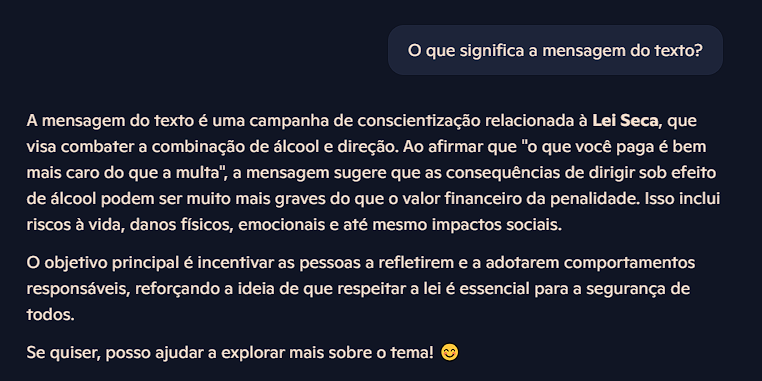 O que significa a mensagem do texto?
A mensagem do texto é uma campanha de conscientização relacionada à Lei Seca, que
visa combater a combinação de álcool e direção. Ao afirmar que "o que você paga é bem
mais caro do que a multa", a mensagem sugere que as consequências de dirigir sob efeito
de álcool podem ser muito mais graves do que o valor financeiro da penalidade. Isso inclui
riscos à vida, danos físicos, emocionais e até mesmo impactos sociais.
O objetivo principal é incentivar as pessoas a refletirem e a adotarem comportamentos
responsáveis, reforçando a ideia de que respeitar a lei é essencial para a segurança de
todos.
Se quiser, posso ajudar a explorar mais sobre o tema! 😊